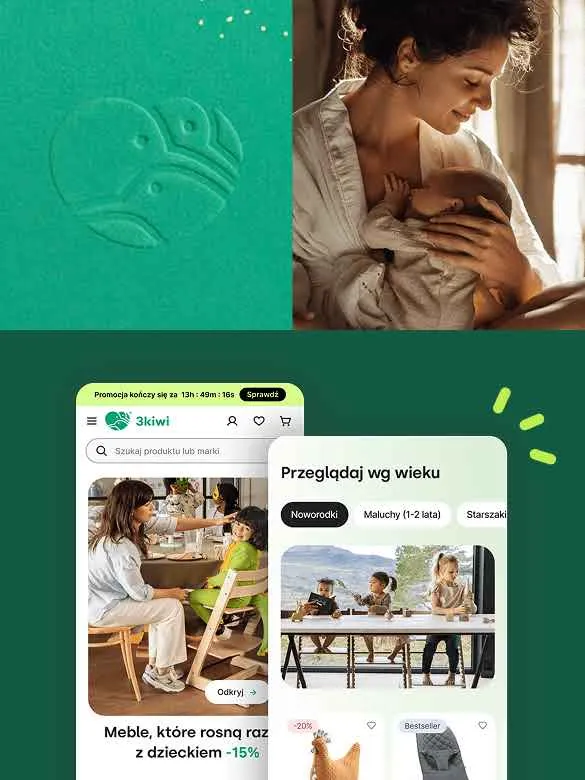 Promocja kończy się za 13h : 49m : 16s Sprawdź
3kiwi
Szukaj produktu lub marki
Odkryj →
Meble, które rosną raz
z dzieckiem -15%
Przeglądaj wg wieku
Noworodki Maluchy (1-2 lata) Starszaki
-20% Bestseller